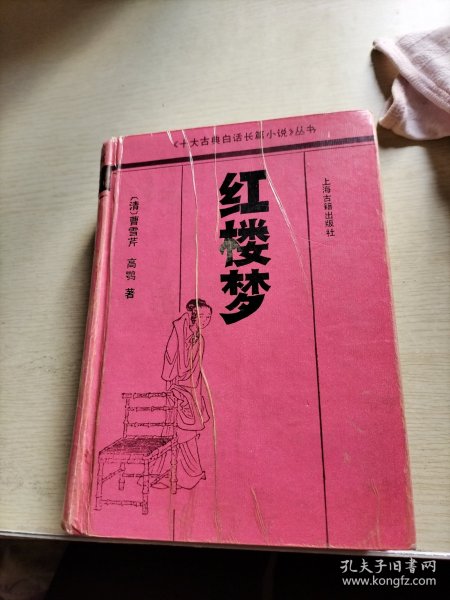 《十大古典白话长篇小说》丛书
红楼梦
上海古籍出版社
〔清〕曹雪芹 高鹗 著
孔夫子旧书网
www.kongfz.com